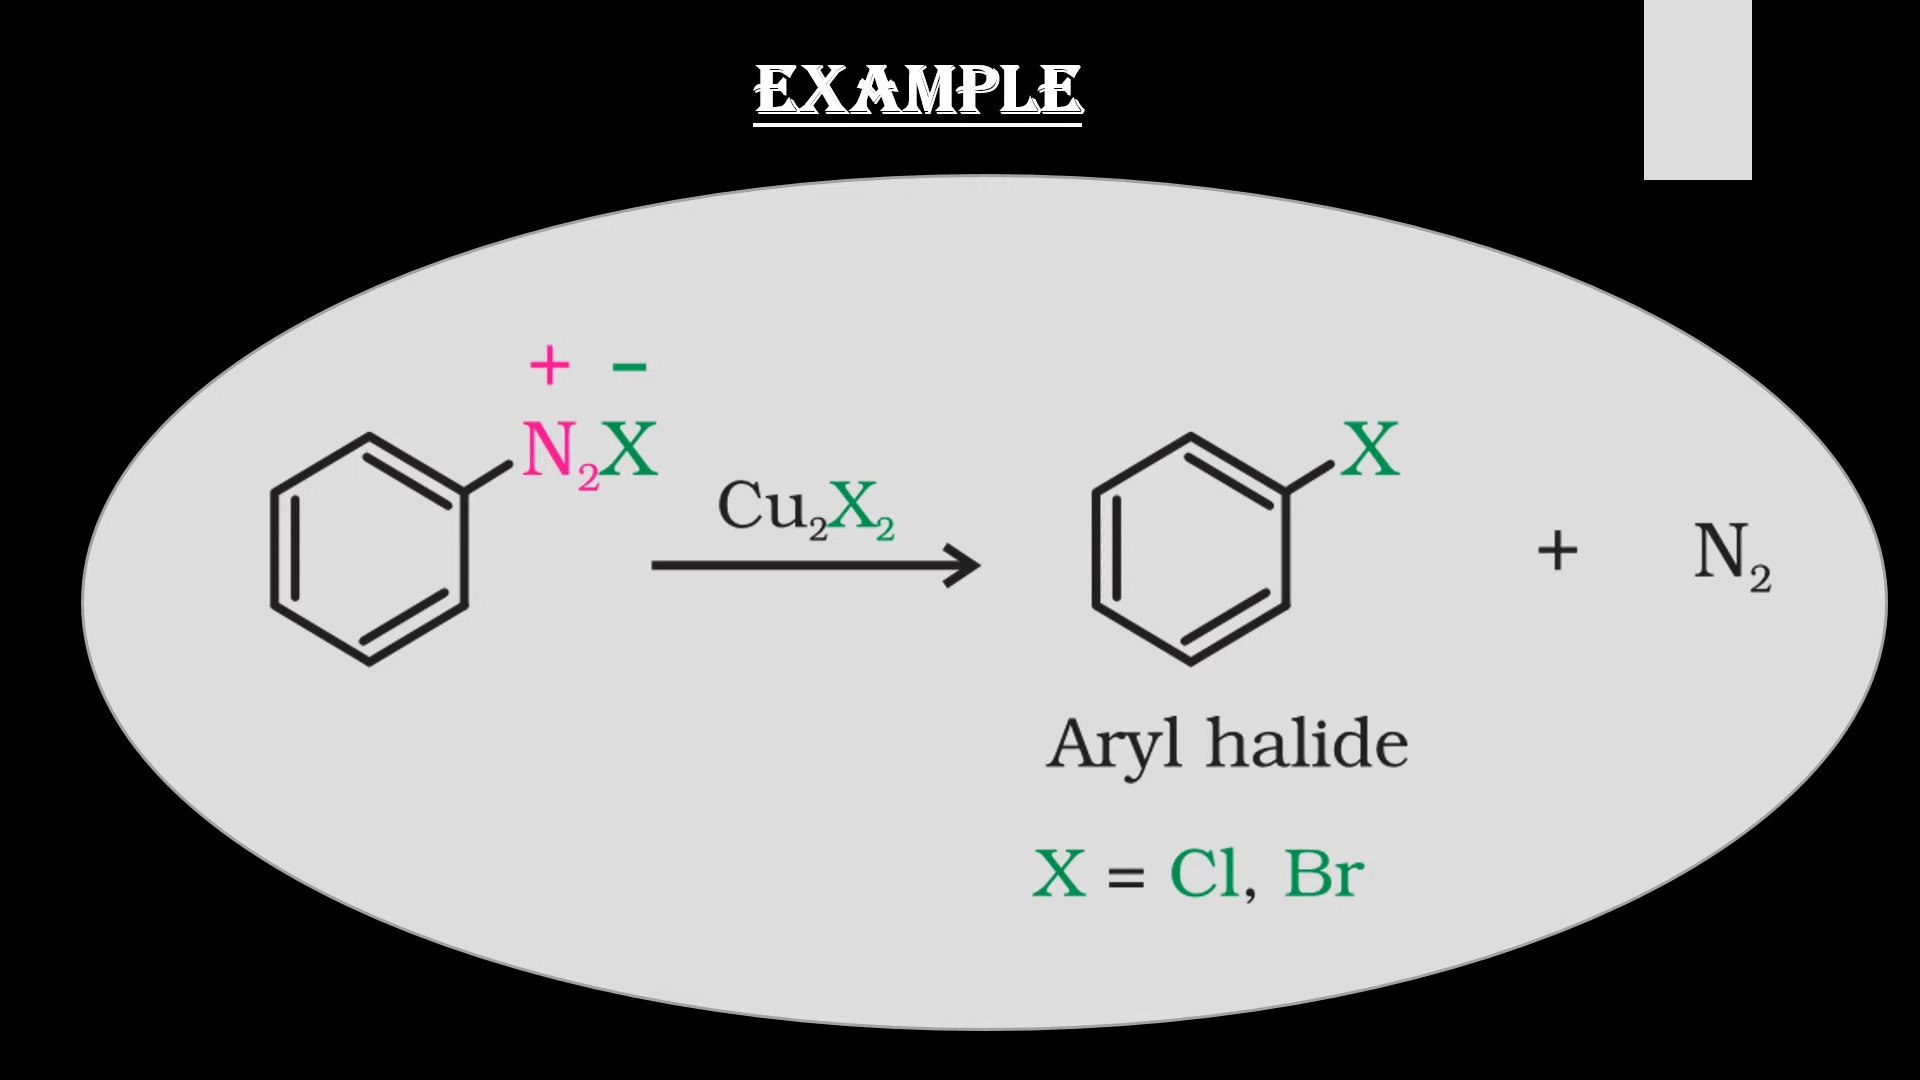 EXAMPLE
+ −
N₂X
Cu₂X₂
X
+ N₂
Aryl halide
X = Cl, Br